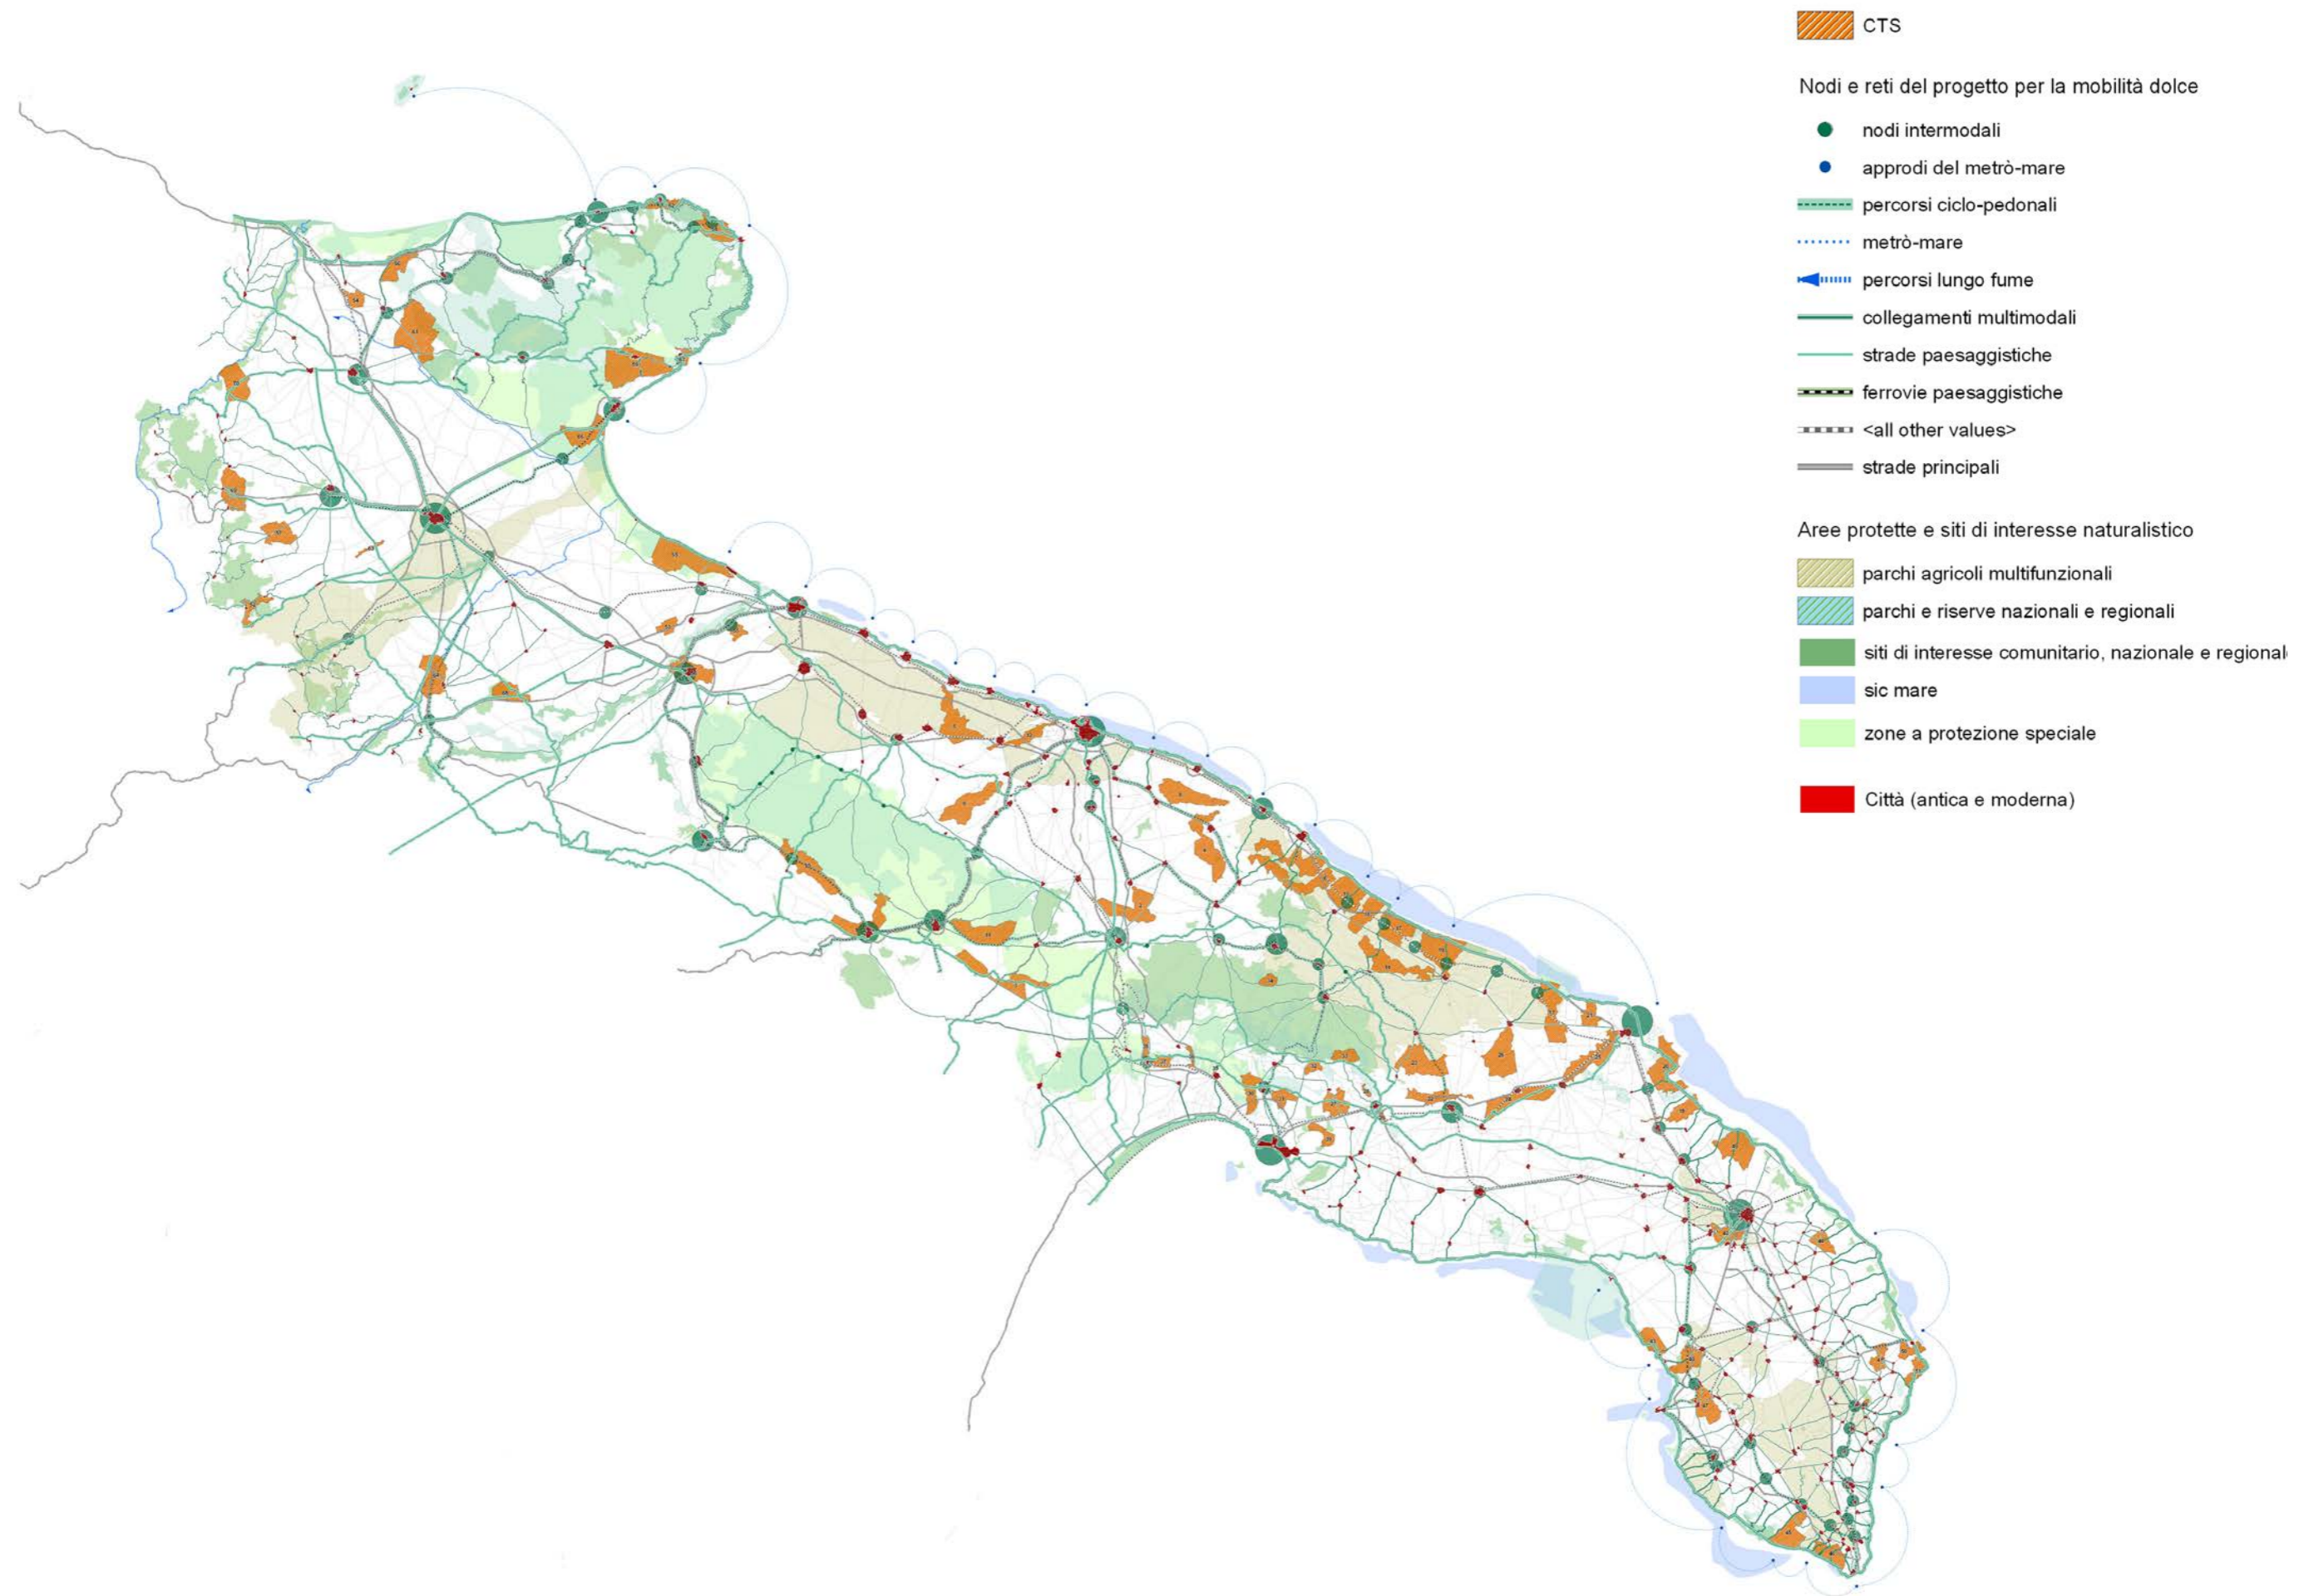 CTS
Nodi e reti del progetto per la mobilità dolce
nodi intermodali
approdi del metrò-mare
percorsi ciclo-pedonali
metrò-mare
percorsi lungo fume
collegamenti multimodali
strade paesaggistiche
ferrovie paesaggistiche
<all other values>
strade principali
Aree protette e siti di interesse naturalistico
parchi agricoli multifunzionali
parchi e riserve nazionali e regionali
siti di interesse comunitario, nazionale e regional
sic mare
zone a protezione speciale
Città (antica e moderna)